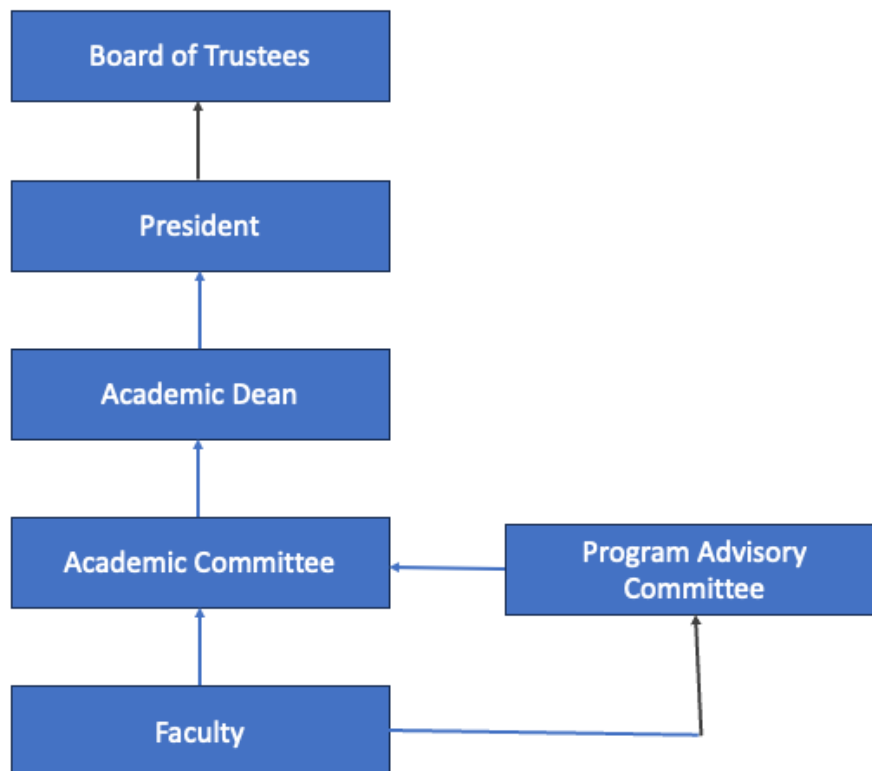 Board of Trustees
President
Academic Dean
Academic Committee
Program Advisory
Committee
Faculty